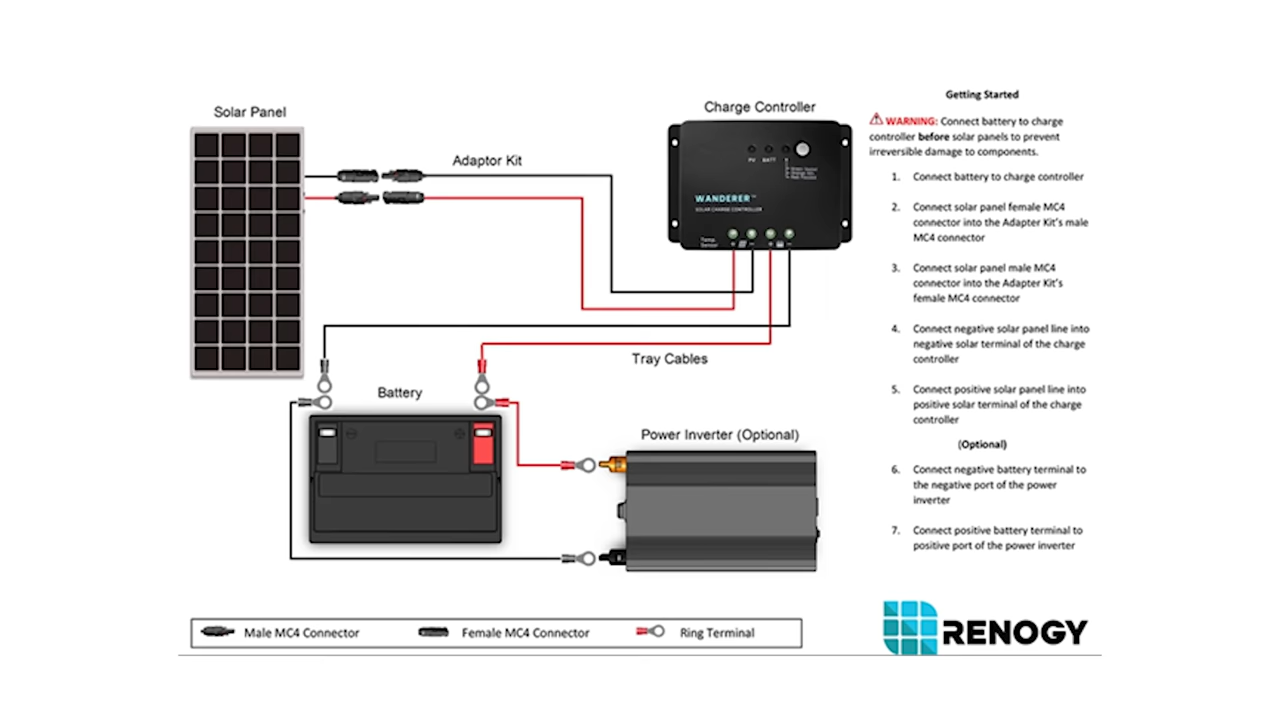 Solar Panel
Adaptor Kit
Charge Controller
PV BATT
WANDERER™
SOLAR CHARGE CONTROLLER
Temp.
Sensor
+ - + -
Tray Cables
Battery
Power Inverter (Optional)
Getting Started
WARNING: Connect battery to charge
controller before solar panels to prevent
irreversible damage to components.
1. Connect battery to charge controller
2. Connect solar panel female MC4
connector into the Adapter Kit's male
MC4 connector
3. Connect solar panel male MC4
connector into the Adapter Kit's
female MC4 connector
4. Connect negative solar panel line into
negative solar terminal of the charge
controller
5. Connect positive solar panel line into
positive solar terminal of the charge
controller
(Optional)
6. Connect negative battery terminal to
the negative port of the power
inverter
7. Connect positive battery terminal to
positive port of the power inverter
Male MC4 Connector
Female MC4 Connector
Ring Terminal
RENOGY